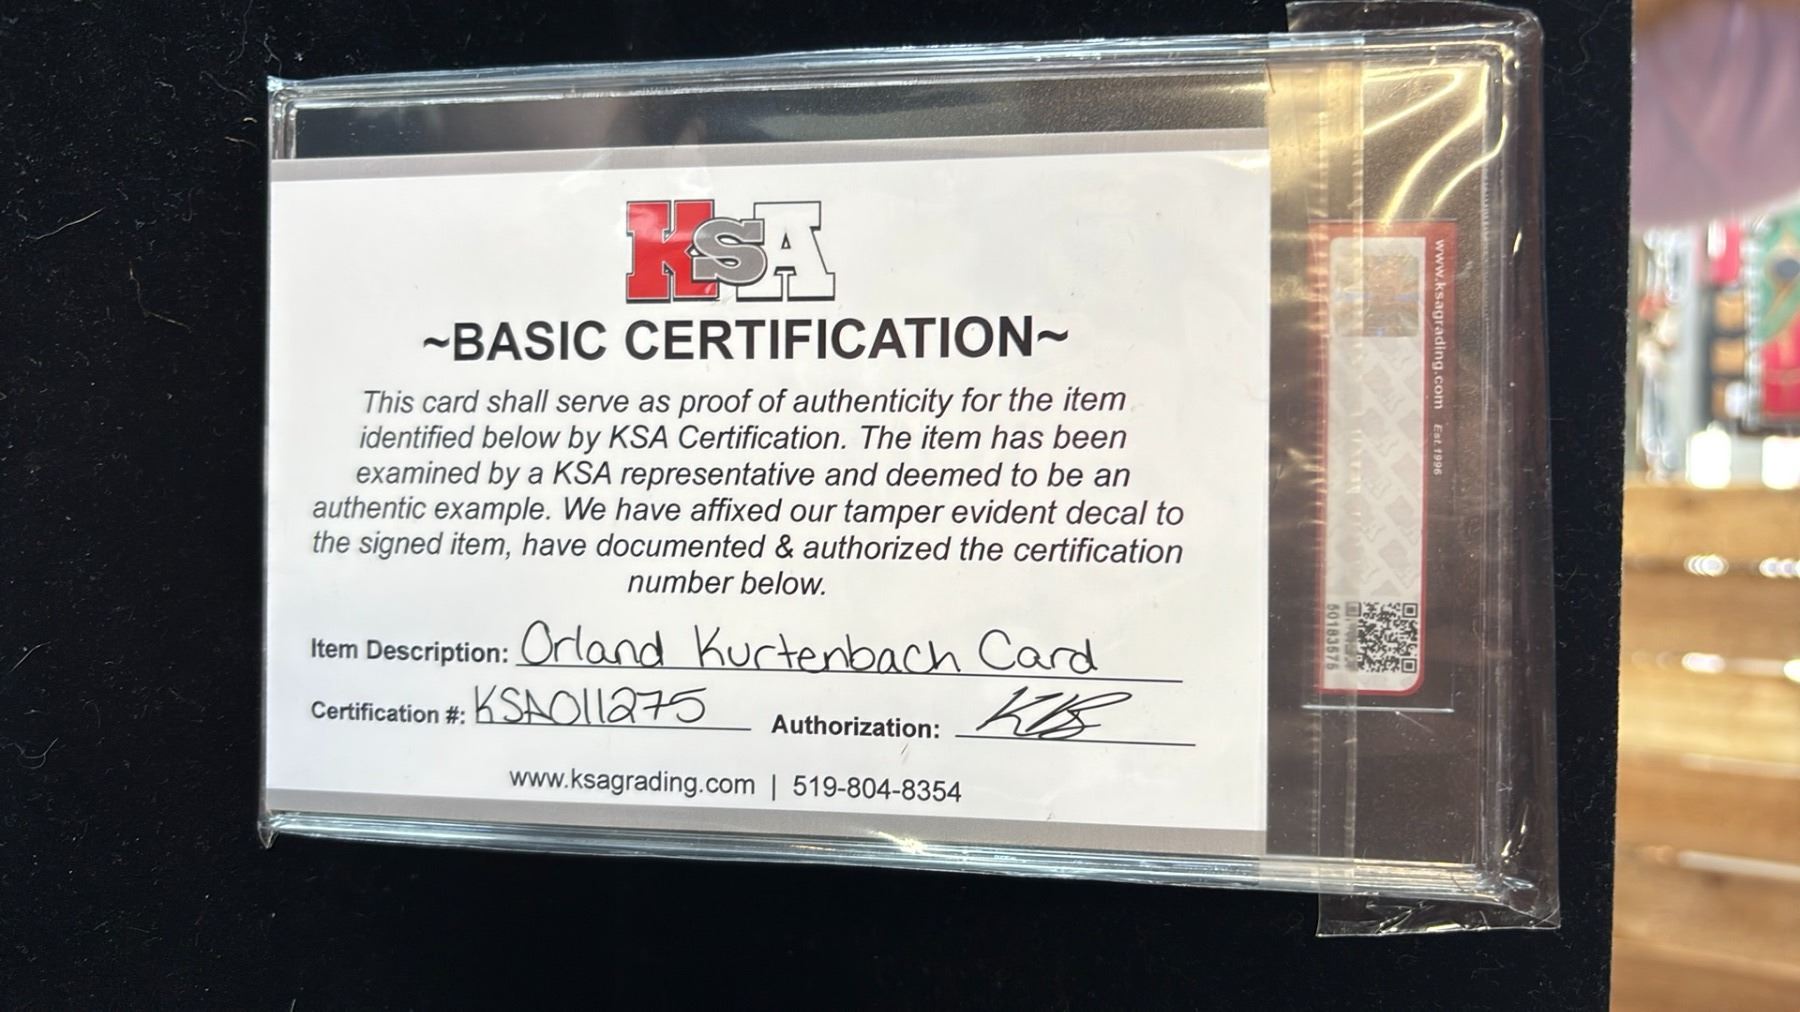 KSA
~BASIC CERTIFICATION~
This card shall serve as proof of authenticity for the item
identified below by KSA Certification. The item has been
examined by a KSA representative and deemed to be an
authentic example. We have affixed our tamper evident decal to
the signed item, have documented & authorized the certification
number below.
Item Description: Orland Kurtenbach Card
Certification #: KSA011275 Authorization:
www.ksagrading.com | 519-804-8354
www.ksagrading.com Est. 1996